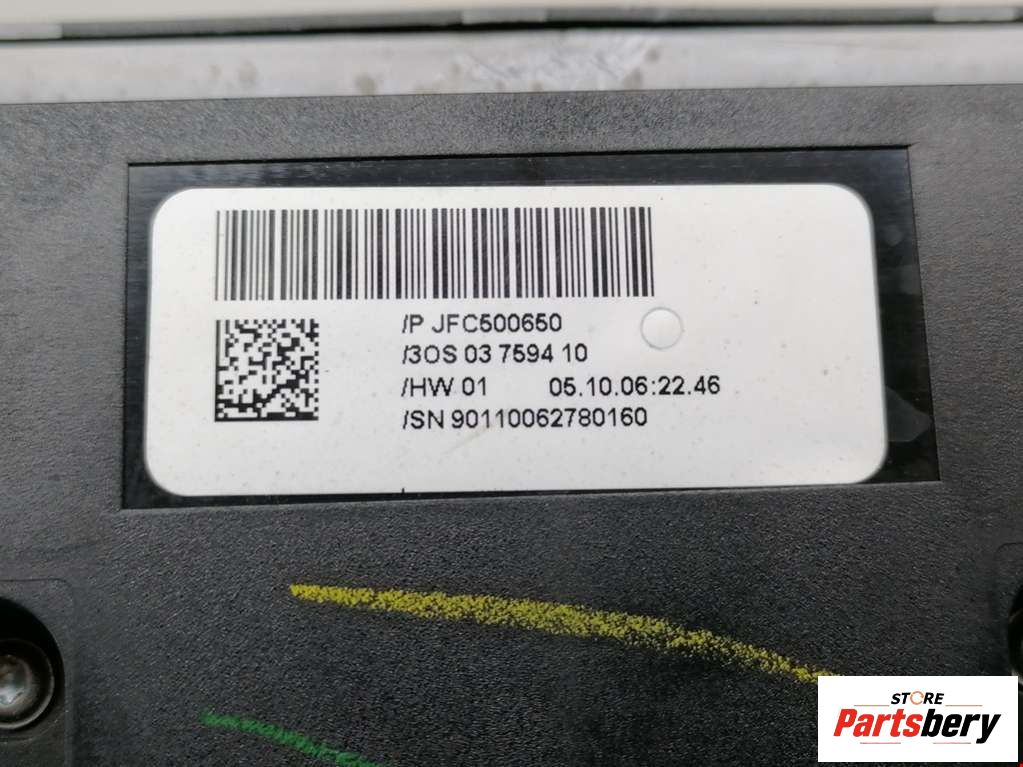 /P JFC500650
/3OS 03 7594 10
/HW 01 05.10.06:22.46
/SN 90110062780160
STORE
Partsbery